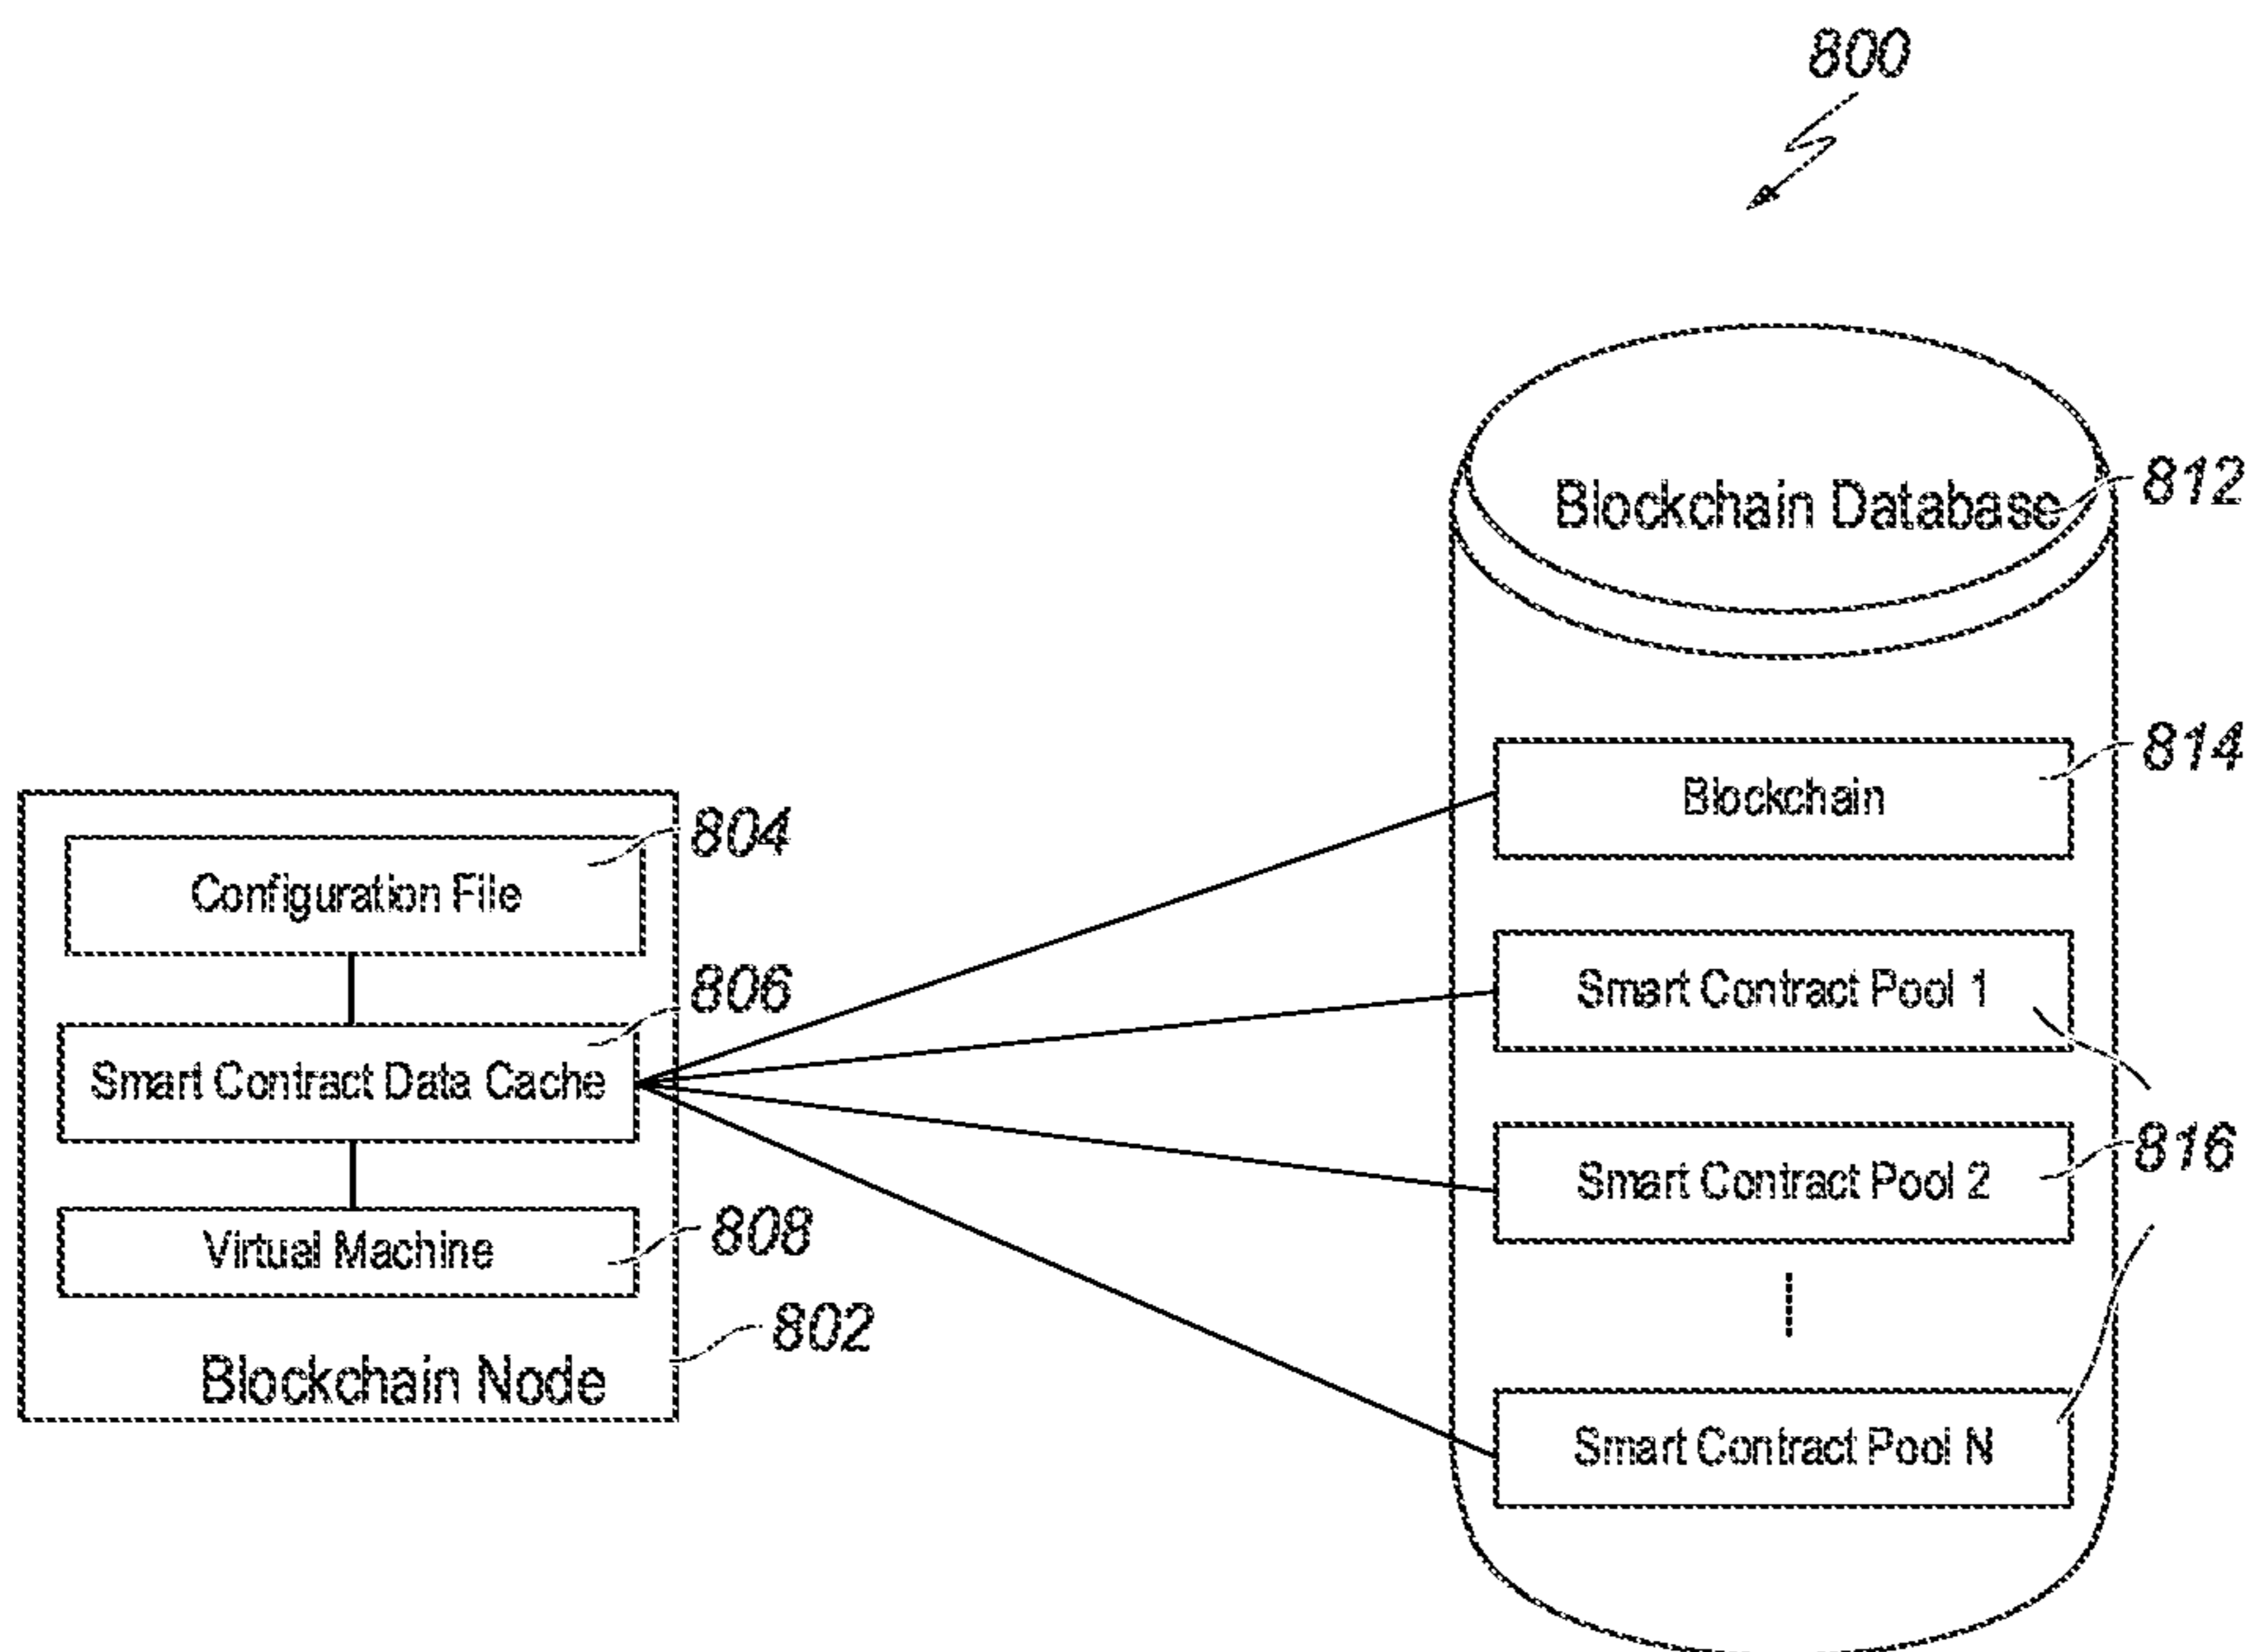 800
Blockchain Database
812
Blockchain
814
Configuration File
804
Smart Contract Pool 1
Smart Contract Data Cache
806
Smart Contract Pool 2
816
Virtual Machine
808
Blockchain Node
802
Smart Contract Pool N